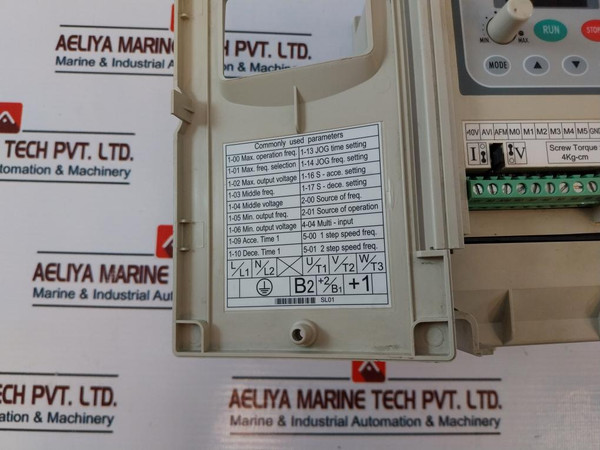 AELIYA MARINE PVT. LTD.
Marine & Industrial Automation & Machinery
MIN.
MAX.
RUN
STOP
MODE
TECH PVT. LTD.
Automation & Machinery
Commonly used parameters
1-00 Max. operation freq.
1-13 JOG time setting
1-01 Max. freq. selection
1-14 JOG freq. setting
1-02 Max. output voltage
1-16 S - acce. setting
1-03 Middle freq.
1-17 S - dece. setting
1-04 Middle voltage
2-00 Source of freq.
1-05 Min. output freq.
2-01 Source of operation
1-06 Min. output voltage
4-04 Multi - input
1-09 Acce. Time 1
5-00 1 step speed freq.
1-10 Dece. Time 1
5-01 2 step speed freq.
L/L1 N/L2 U/T1 V/T2 W/T3
B2 +2/B1 +1
SL01
+10V AVI AFM M0 M1 M2 M3 M4 M5 GND
I V
Screw Torque
4Kg-cm
AELIYA MARINE
Marine & Industrial
PVT. LTD.
& Machinery
TECH PVT. LTD.
Automation & Machinery
AELIYA MARINE TECH PVT. LTD.
Marine & Industrial Automation & Machinery